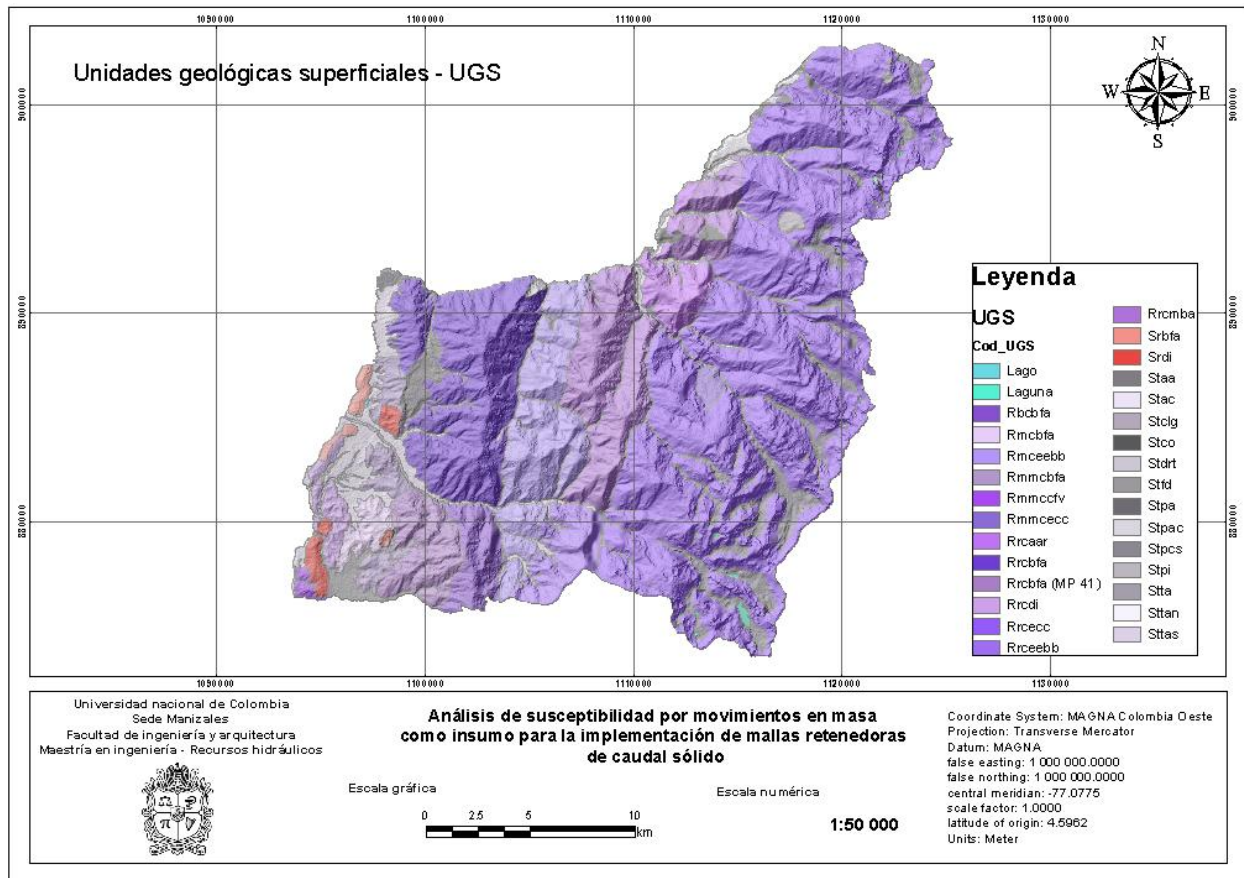 1090000
1100000
1110000
1120000
1130000
Unidades geológicas superficiales - UGS
N
W
E
S
900000
900000
890000
890000
880000
880000
Leyenda
UGS
Cod_UGS
Lago
Laguna
Rbcbfa
Rmcbfa
Rmceebb
Rmmcbfa
Rmmccfv
Rmmcecc
Rrcaar
Rrcbfa
Rrcbfa (MP 41)
Rrcdi
Rrcecc
Rrceebb
Rrcmba
Srbfa
Srdi
Staa
Stac
Stclg
Stco
Stdrt
Stfd
Stpa
Stpac
Stpcs
Stpi
Stta
Sttan
Sttas
1090000
1100000
1110000
1120000
1130000
Universidad nacional de Colombia
Sede Manizales
Facultad de ingeniería y arquitectura
Maestría en ingeniería - Recursos hidráulicos
Análisis de susceptibilidad por movimientos en masa
como insumo para la implementación de mallas retenedoras
de caudal sólido
Escala gráfica
0 2.5 5 10
km
Escala numérica
1:50 000
Coordinate System: MAGNA Colombia Oeste
Projection: Transverse Mercator
Datum: MAGNA
false easting: 1 000 000.0000
false northing: 1 000 000.0000
central meridian: -77.0775
scale factor: 1.0000
latitude of origin: 4.5962
Units: Meter